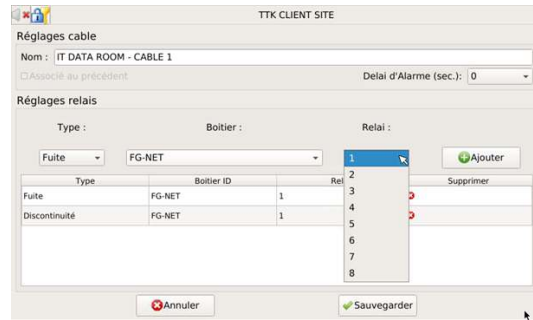 TTK CLIENT SITE
Réglages cable
Nom : IT DATA ROOM - CABLE 1
Associé au précédent Delai d'Alarme (sec.): 0
Réglages relais
Type : Boitier : Relai :
Fuite FG-NET 1 Ajouter
2
3
4
5
6
7
8
Type Boitier ID Rel Supprimer
Fuite FG-NET 1
Discontinuité FG-NET 1
Annuler Sauvegarder